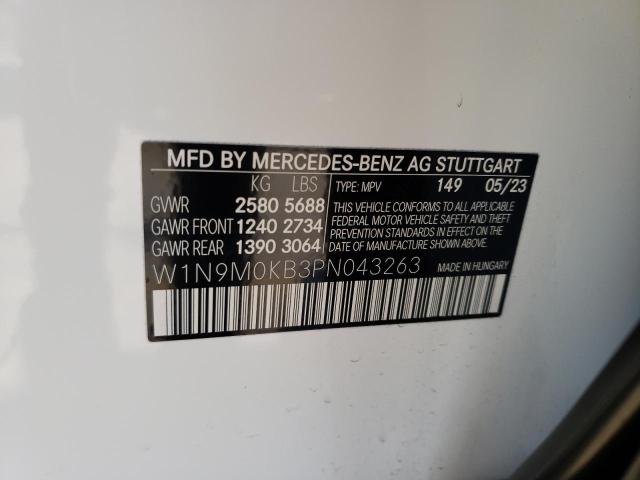 MFD BY MERCEDES-BENZ AG STUTTGART
KG LBS TYPE: MPV 149 05/23
GVWR 2580 5688
GAWR FRONT 1240 2734
GAWR REAR 1390 3064
THIS VEHICLE CONFORMS TO ALL APPLICABLE
FEDERAL MOTOR VEHICLE SAFETY AND THEFT
PREVENTION STANDARDS IN EFFECT ON THE
DATE OF MANUFACTURE SHOWN ABOVE.
W1N9M0KB3PN043263 MADE IN HUNGARY